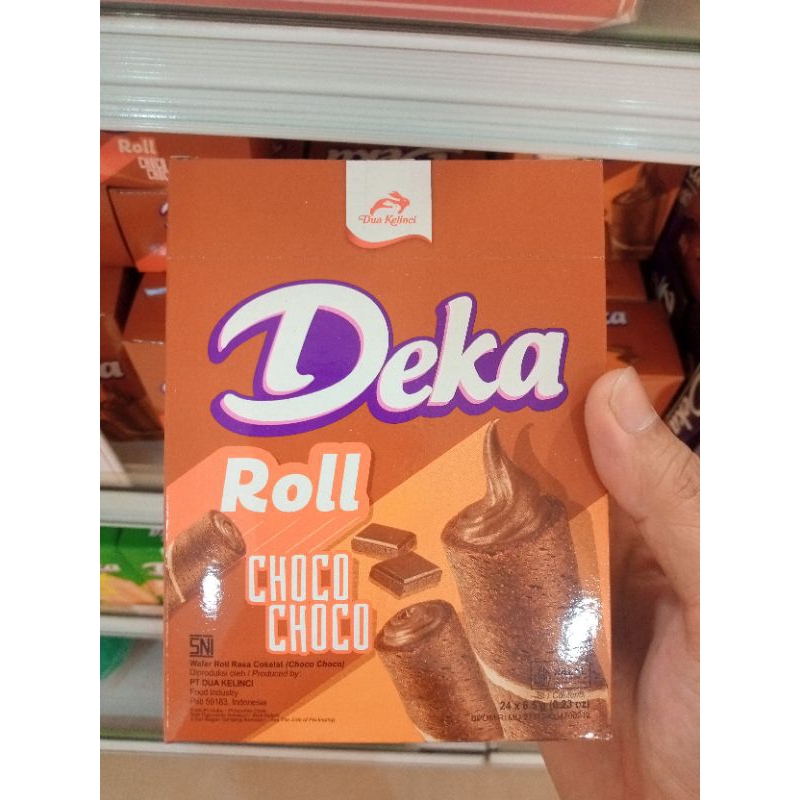 Roll
Dua Kelinci
Deka
Roll
CHOCO
CHOCO
SNI
Wafer Roll Rasa Cokelat (Choco Choco)
Diproduksi oleh / Produced by:
PT DUA KELINCI
Food Industry
Pati 59163, Indonesia
24 x 6.5 g (0.23 oz)